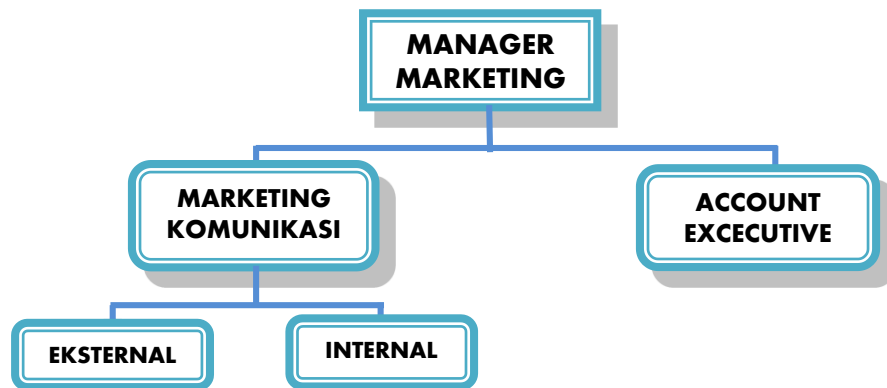 MANAGER
MARKETING
MARKETING
KOMUNIKASI
ACCOUNT
EXCECUTIVE
EKSTERNAL
INTERNAL